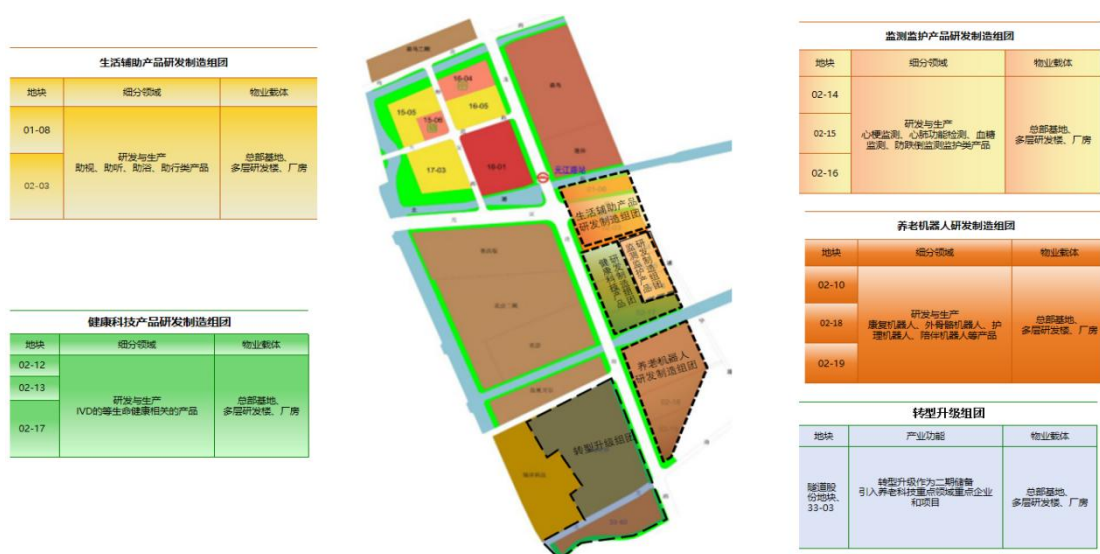 生活辅助产品研发制造组团
地块 细分领域 物业载体
01-08
02-03
研发与生产
助视、助听、助浴、助行类产品
总部基地、
多层研发楼、厂房
健康科技产品研发制造组团
地块 细分领域 物业载体
02-12
02-13
02-17
研发与生产
IVD的等生命健康相关的产品
总部基地、
多层研发楼、厂房
16-04
15-05
16-05
15-06
16-01
17-03
01-08
生活辅助产品
研发制造组团
健康科技产品
研发制造组团
监测监护产品
研发制造组团
养老机器人
研发制造组团
转型升级组团
监测监护产品研发制造组团
地块 细分领域 物业载体
02-14
02-15
02-16
研发与生产
心梗监测、心肺功能检测、血糖
监测、防跌倒监测监护类产品
总部基地、
多层研发楼、厂房
养老机器人研发制造组团
地块 细分领域 物业载体
02-10
02-18
02-19
研发与生产
康复机器人、外骨骼机器人、护
理机器人、陪伴机器人等产品
总部基地、
多层研发楼、厂房
转型升级组团
地块 产业功能 物业载体
隧道股
份地块、
33-03
转型升级作为二期储备
引入养老科技重点领域重点企业
和项目
总部基地、
多层研发楼、厂房